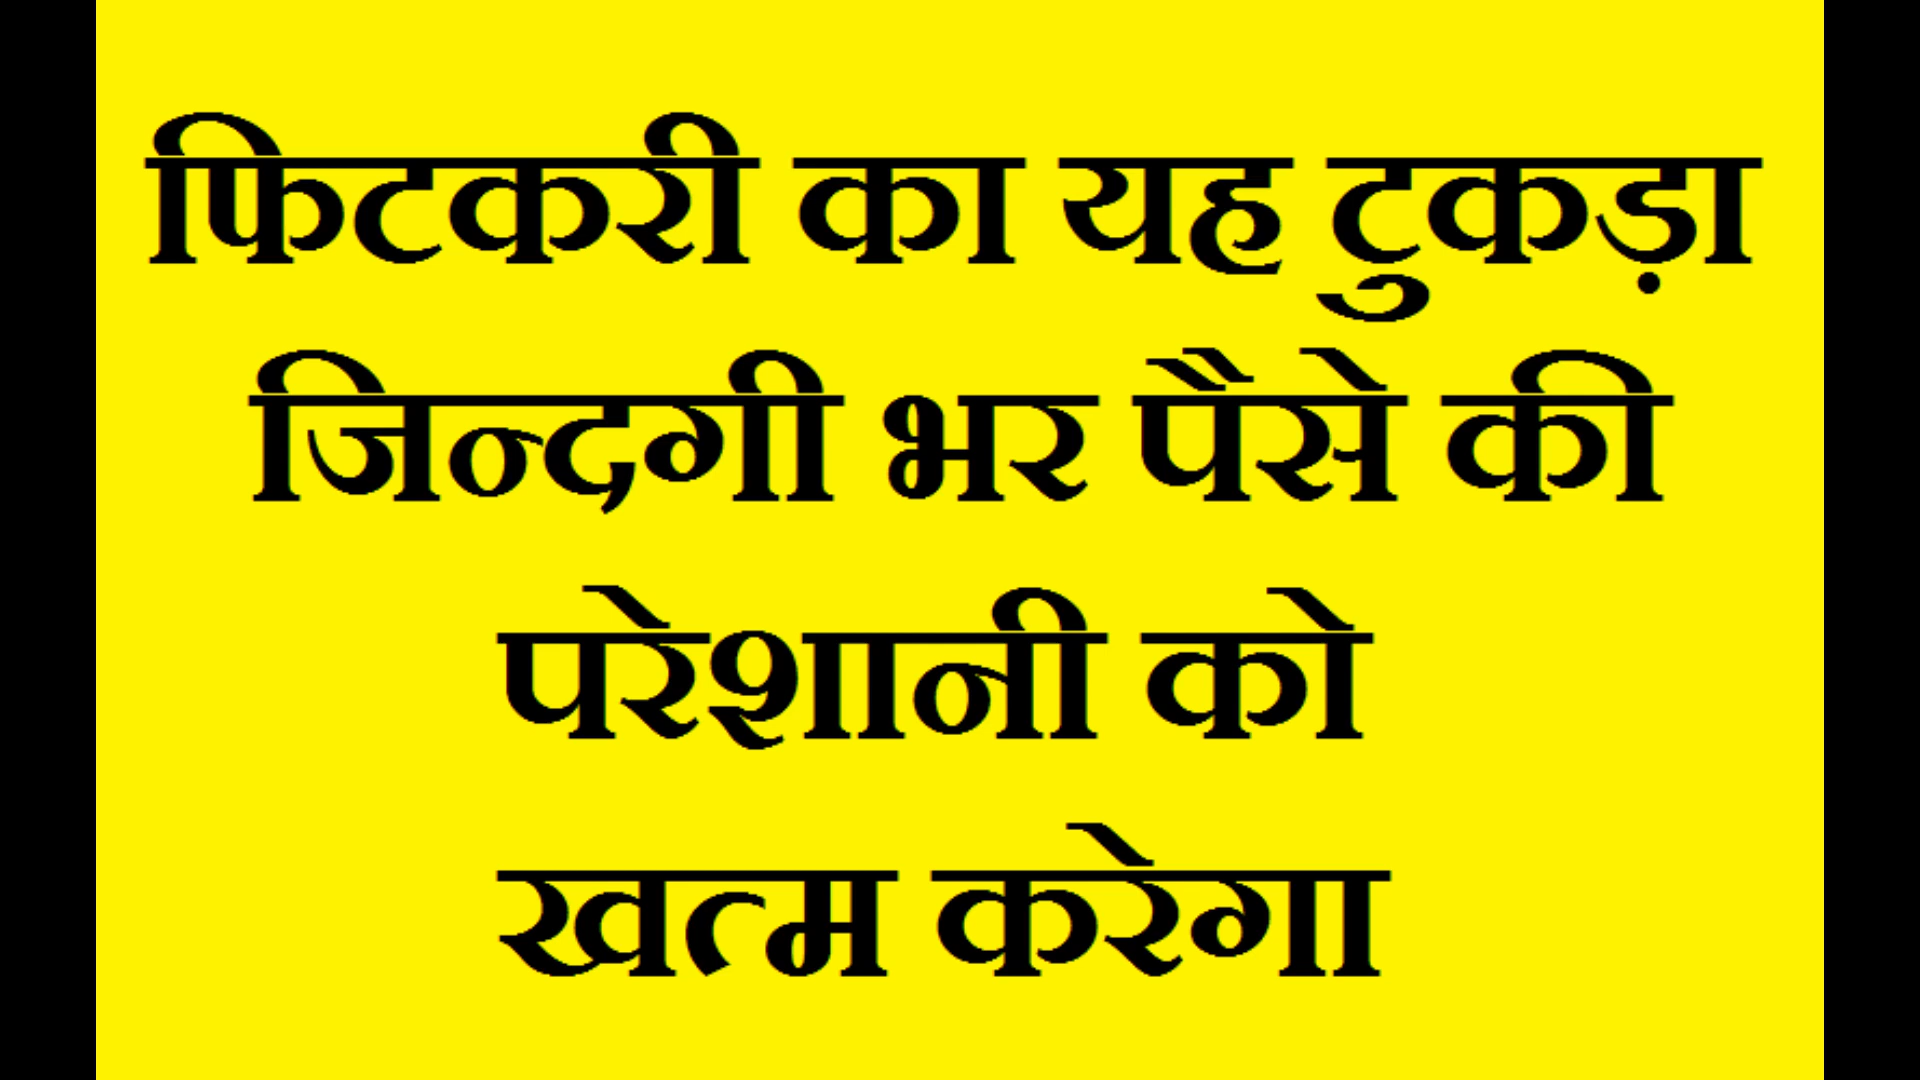 फिटकरी का यह टुकड़ा
जिन्दगी भर पैसे की
परेशानी को
खत्म करेगा